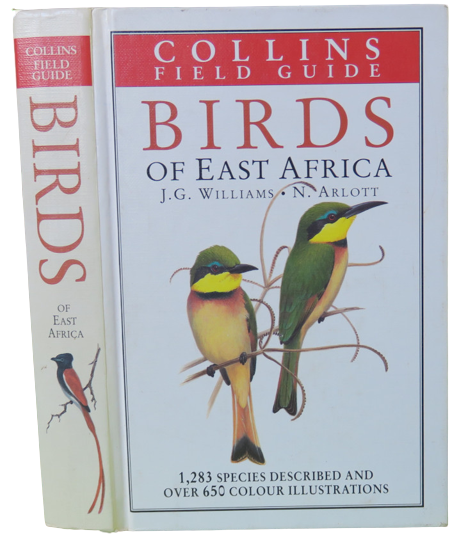 COLLINS
FIELD
GUIDE
BIRDS
OF
EAST
AFRICA
COLLINS
FIELD GUIDE
BIRDS
OF EAST AFRICA
J.G. WILLIAMS • N. ARLOTT
1,283 SPECIES DESCRIBED AND
OVER 650 COLOUR ILLUSTRATIONS